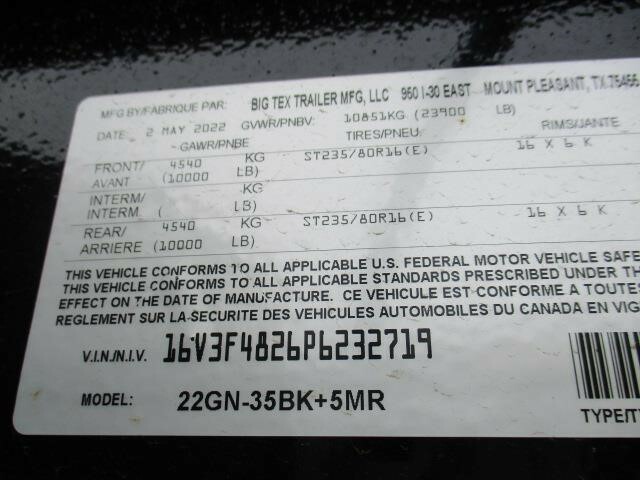 MFG BY/FABRIQUE PAR: BIG TEX TRAILER MFG, LLC 950 I-30 EAST MOUNT PLEASANT, TX 75455
DATE: 2 MAY 2022 GVWR/PNBV: 10851KG (23900 LB)
GAWR/PNBE TIRES/PNEU: RIMS/JANTE
FRONT/ 4540 KG ST235/80R16(E) 16 X 6 K
AVANT (10000 LB)
INTERM/ KG
INTERM ( LB)
REAR/ 4540 KG ST235/80R16(E) 16 X 6 K
ARRIERE (10000 LB)
THIS VEHICLE CONFORMS TO ALL APPLICABLE U.S. FEDERAL MOTOR VEHICLE SAFE
THIS VEHICLE CONFORMS TO ALL APPLICABLE STANDARDS PRESCRIBED UNDER TH
EFFECT ON THE DATE OF MANUFACTURE. CE VEHICULE EST CONFORME A TOUTES
REGLEMENT SUR LA.SECURITE DES VEHICULES AUTOMOBILES DU CANADA EN VIG
V.I.N./N.I.V. 16V3F4826P6232719
MODEL: 22GN-35BK+5MR
TYPE/T